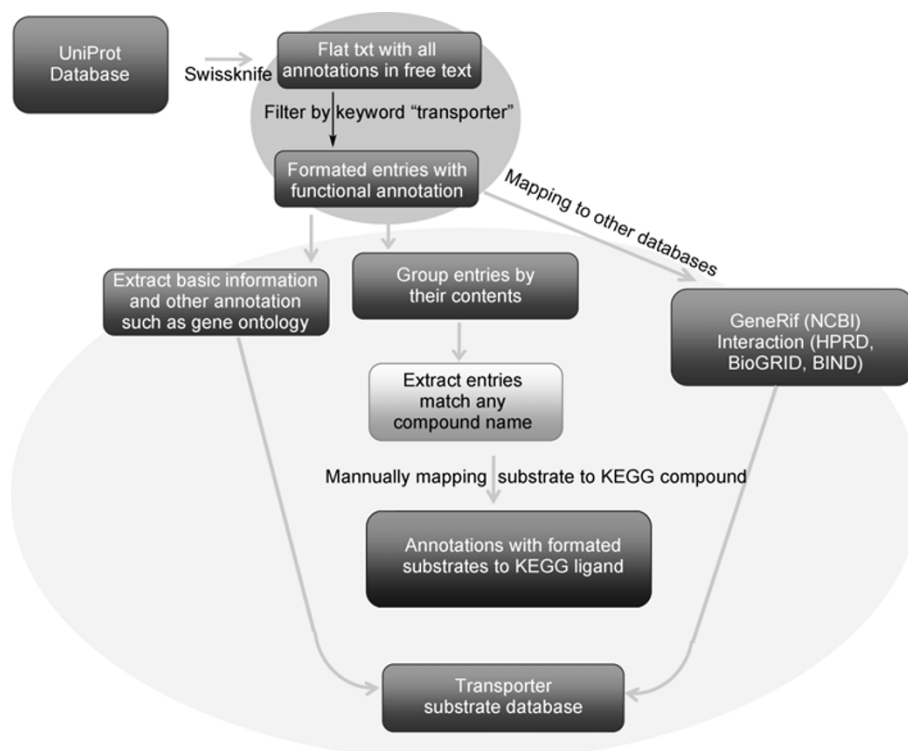 UniProt
Database
Swissknife
Flat txt with all
annotations in free text
Filter by keyword “transporter”
Formated entries with
functional annotation
Mapping to other databases
Extract basic information
and other annotation
such as gene ontology
Group entries by
their contents
GeneRif (NCBI)
Interaction (HPRD,
BioGRID, BIND)
Extract entries
match any
compound name
Mannually mapping substrate to KEGG compound
Annotations with formated
substrates to KEGG ligand
Transporter
substrate database